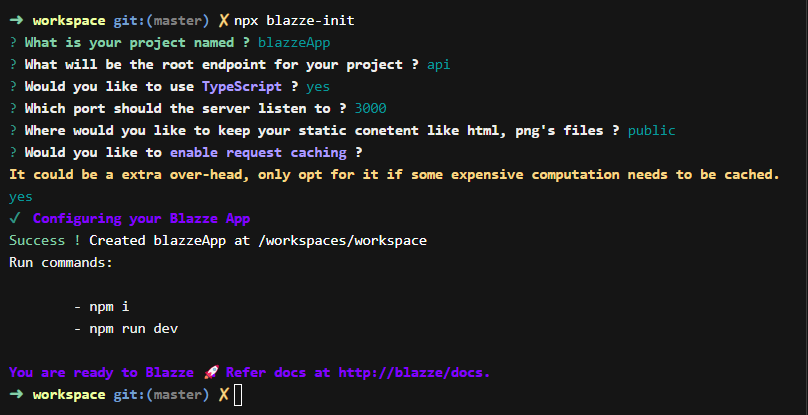 ➜ workspace git:(master) ✗ npx blazze-init
? What is your project named ? blazzeApp
? What will be the root endpoint for your project ? api
? Would you like to use TypeScript ? yes
? Which port should the server listen to ? 3000
? Where would you like to keep your static conetent like html, png's files ? public
? Would you like to enable request caching ?
It could be a extra over-head, only opt for it if some expensive computation needs to be cached.
yes
✓ Configuring your Blazze App
Success ! Created blazzeApp at /workspaces/workspace
Run commands:
- npm i
- npm run dev
You are ready to Blazze 🚀 Refer docs at http://blazze/docs.
➜ workspace git:(master) ✗